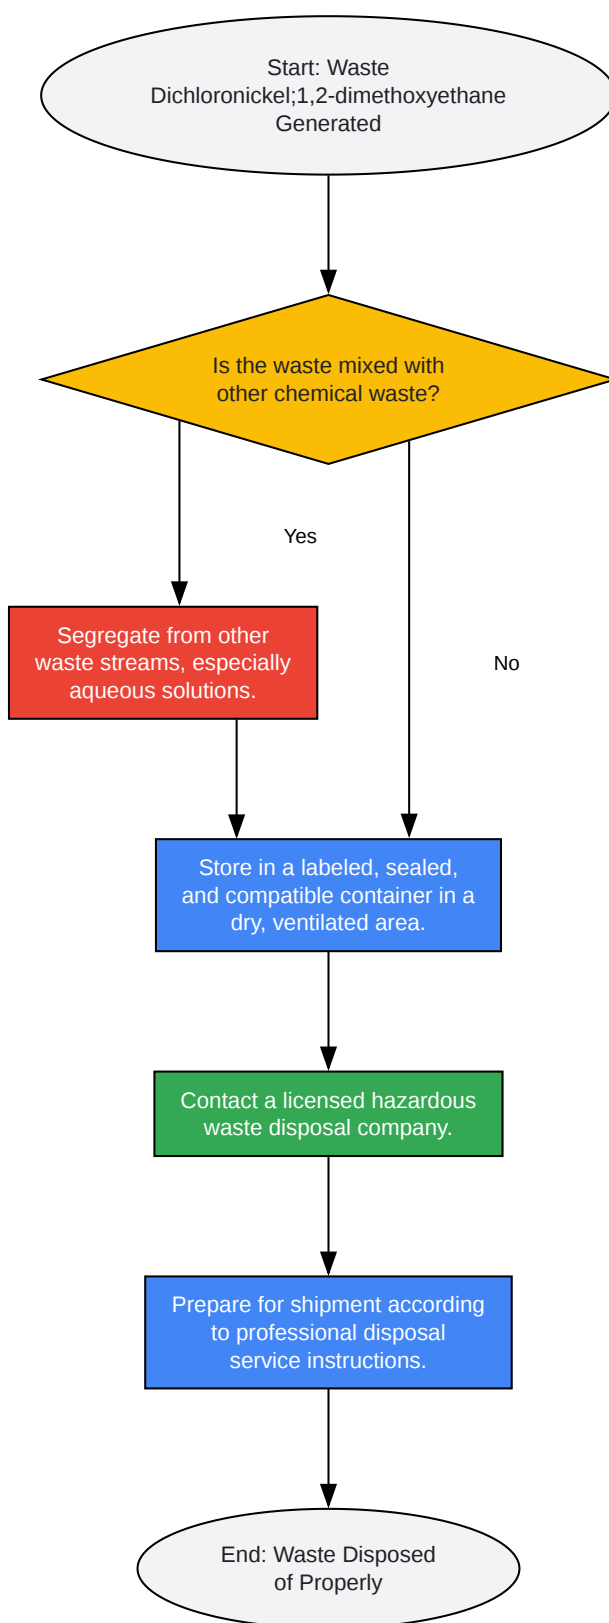 Start: Waste
Dichloronickel;1,2-dimethoxyethane
Generated
Is the waste mixed with
other chemical waste?
Yes
Segregate from other
waste streams, especially
aqueous solutions.
No
Store in a labeled, sealed,
and compatible container in a
dry, ventilated area.
Contact a licensed hazardous
waste disposal company.
Prepare for shipment according
to professional disposal
service instructions.
End: Waste Disposed
of Properly